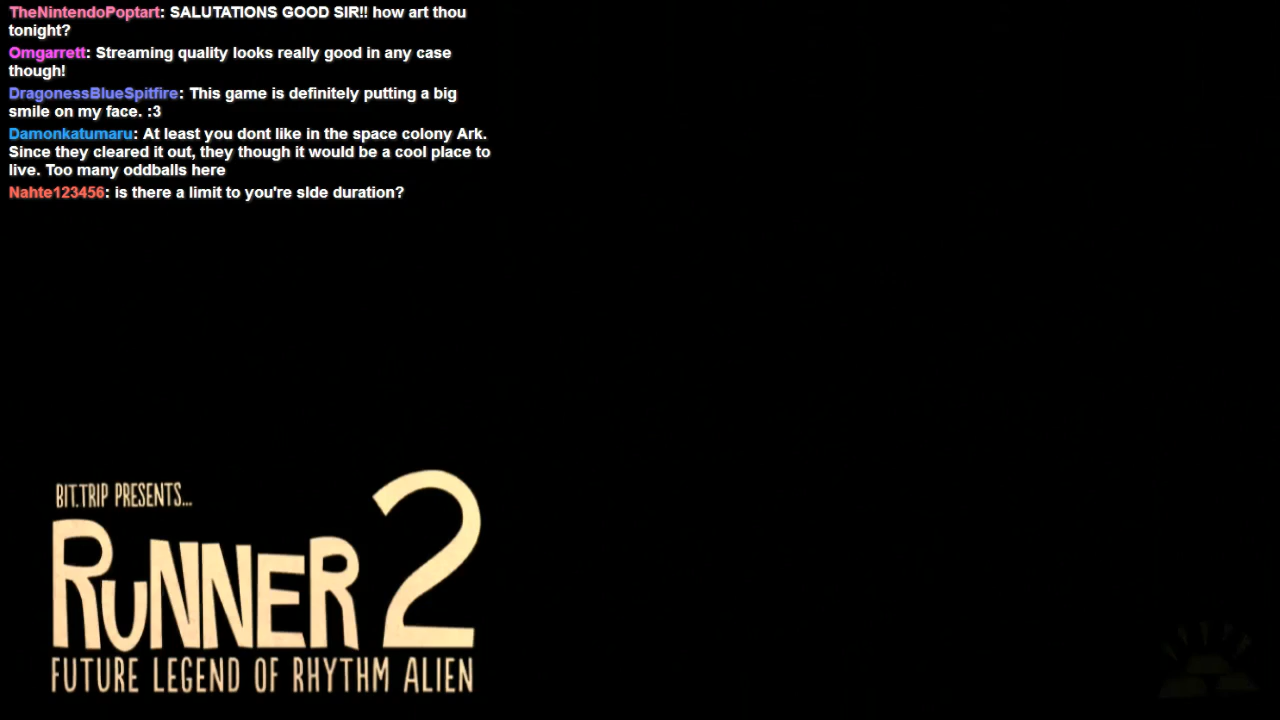 TheNintendoPoptart: SALUTATIONS GOOD SIR!! how art thou
tonight?
Omgarrett: Streaming quality looks really good in any case
though!
DragonessBlueSpitfire: This game is definitely putting a big
smile on my face. :3
Damonkatumaru: At least you dont like in the space colony Ark.
Since they cleared it out, they though it would be a cool place to
live. Too many oddballs here
Nahte123456: is there a limit to you're slde duration?
BIT.TRIP PRESENTS...
RUNNER 2
FUTURE LEGEND OF RHYTHM ALIEN